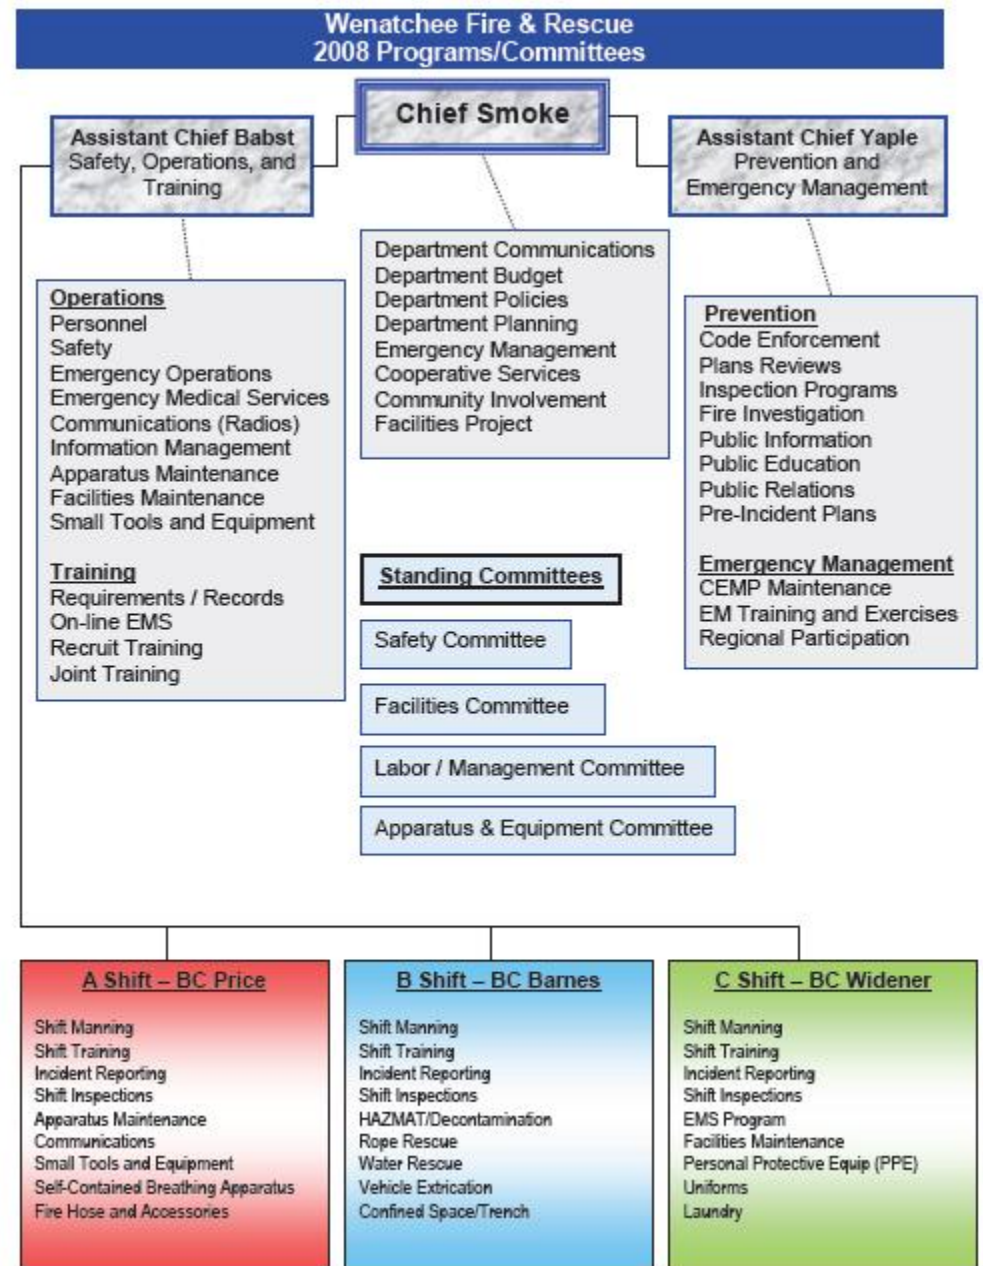 Wenatchee Fire & Rescue
2008 Programs/Committees
Chief Smoke
Assistant Chief Babst
Safety, Operations, and
Training
Assistant Chief Yaple
Prevention and
Emergency Management
Operations
Personnel
Safety
Emergency Operations
Emergency Medical Services
Communications (Radios)
Information Management
Apparatus Maintenance
Facilities Maintenance
Small Tools and Equipment
Training
Requirements / Records
On-line EMS
Recruit Training
Joint Training
Department Communications
Department Budget
Department Policies
Department Planning
Emergency Management
Cooperative Services
Community Involvement
Facilities Project
Prevention
Code Enforcement
Plans Reviews
Inspection Programs
Fire Investigation
Public Information
Public Education
Public Relations
Pre-Incident Plans
Emergency Management
CEMP Maintenance
EM Training and Exercises
Regional Participation
Standing Committees
Safety Committee
Facilities Committee
Labor / Management Committee
Apparatus & Equipment Committee
A Shift – BC Price
Shift Manning
Shift Training
Incident Reporting
Shift Inspections
Apparatus Maintenance
Communications
Small Tools and Equipment
Self-Contained Breathing Apparatus
Fire Hose and Accessories
B Shift – BC Barnes
Shift Manning
Shift Training
Incident Reporting
Shift Inspections
HAZMAT/Decontamination
Rope Rescue
Water Rescue
Vehicle Extrication
Confined Space/Trench
C Shift – BC Widener
Shift Manning
Shift Training
Incident Reporting
Shift Inspections
EMS Program
Facilities Maintenance
Personal Protective Equip (PPE)
Uniforms
Laundry